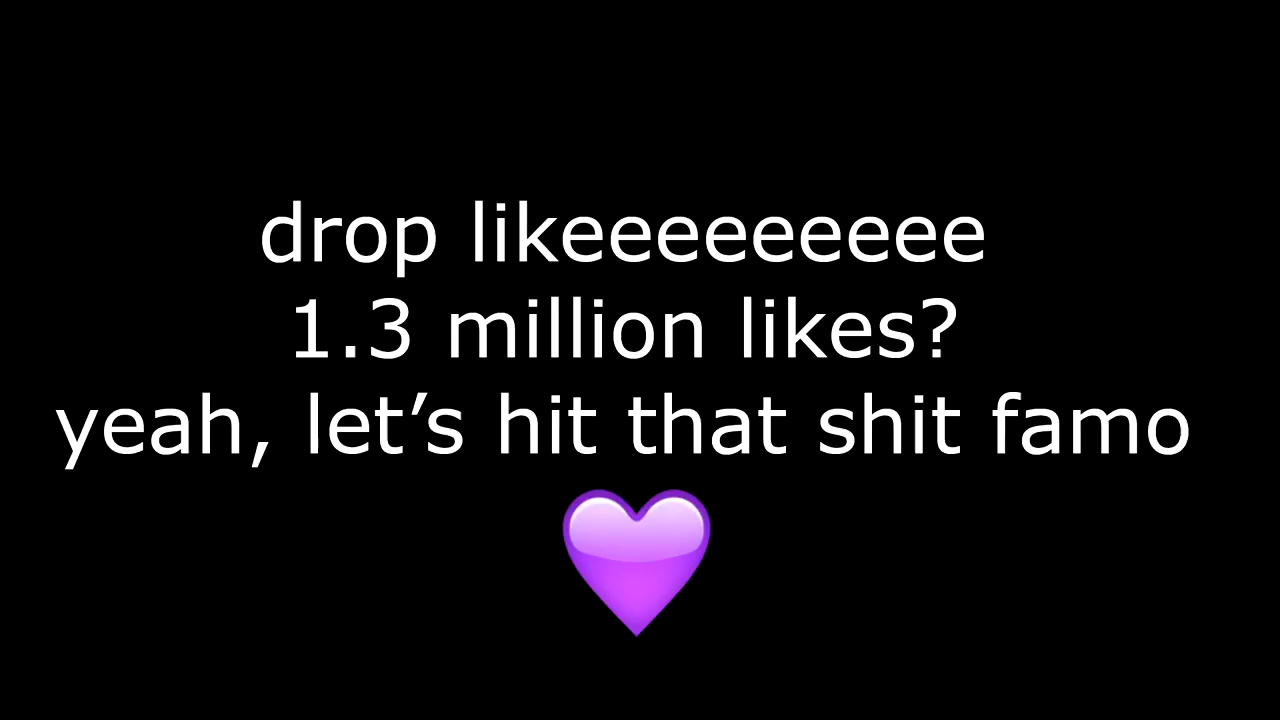 drop likeeeeeeeee
1.3 million likes?
yeah, let’s hit that shit famo